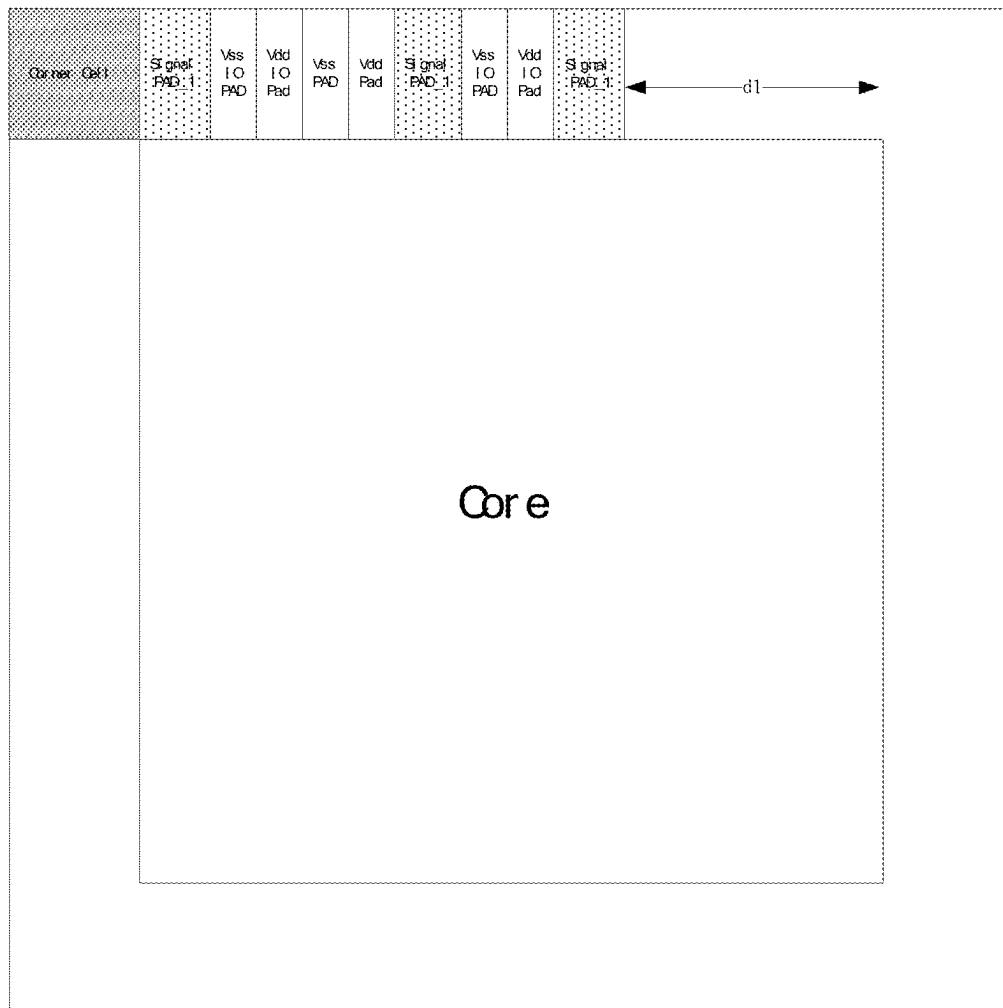 Corner Cell
Signal
PAD_1
Vss
IO
PAD
Vdd
IO
Pad
Vss
PAD
Vdd
Pad
Signal
PAD_1
Vss
IO
PAD
Vdd
IO
Pad
Signal
PAD_1
d1
Core